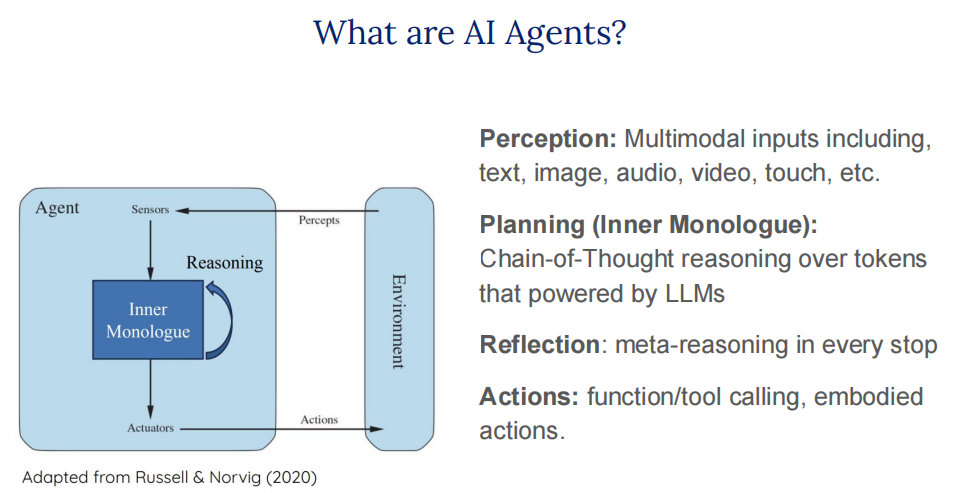 What are AI Agents?
Agent
Sensors
Percepts
Reasoning
Inner
Monologue
Environment
Actuators
Actions
Adapted from Russell & Norvig (2020)
Perception: Multimodal inputs including,
text, image, audio, video, touch, etc.
Planning (Inner Monologue):
Chain-of-Thought reasoning over tokens
that powered by LLMs
Reflection: meta-reasoning in every stop
Actions: function/tool calling, embodied
actions.